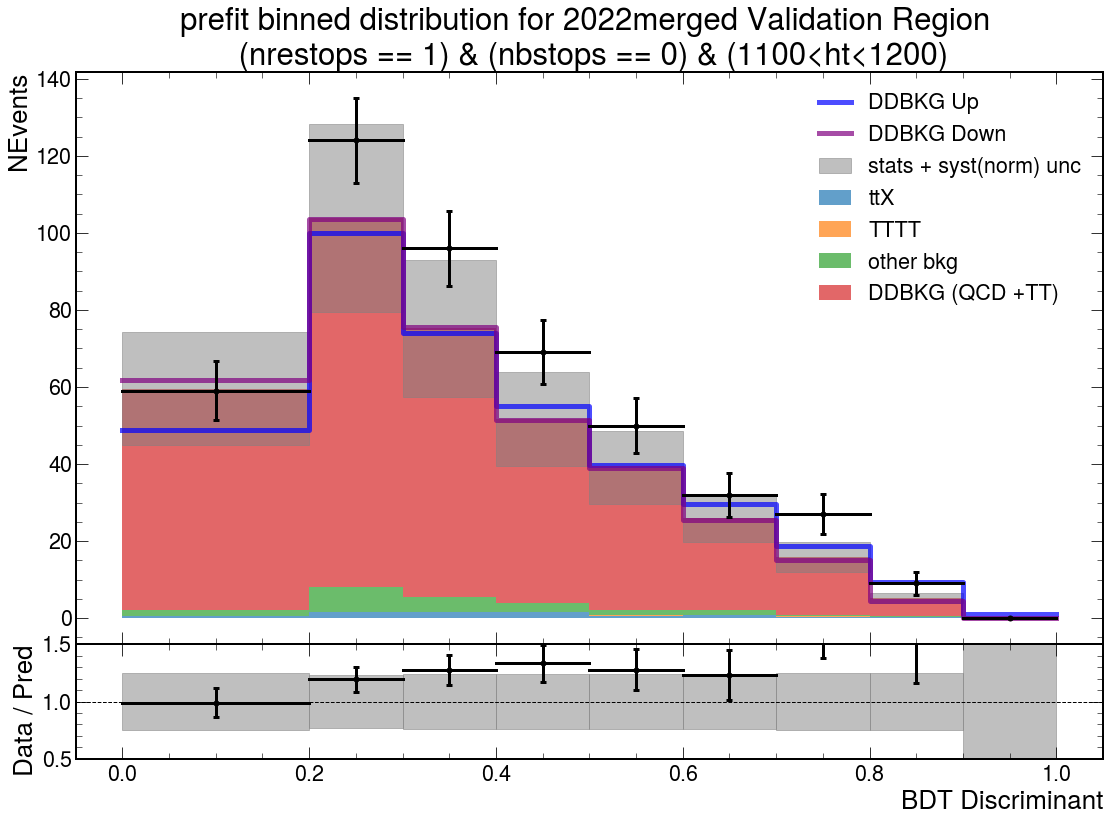 prefit binned distribution for 2022merged Validation Region
(nrestops == 1) & (nbstops == 0) & (1100<ht<1200)
NEvents
140
120
100
80
60
40
20
0
DDBKG Up
DDBKG Down
stats + syst(norm) unc
ttX
TTTT
other bkg
DDBKG (QCD +TT)
Data / Pred
1.5
1.0
0.5
0.0
0.2
0.4
0.6
0.8
1.0
BDT Discriminant